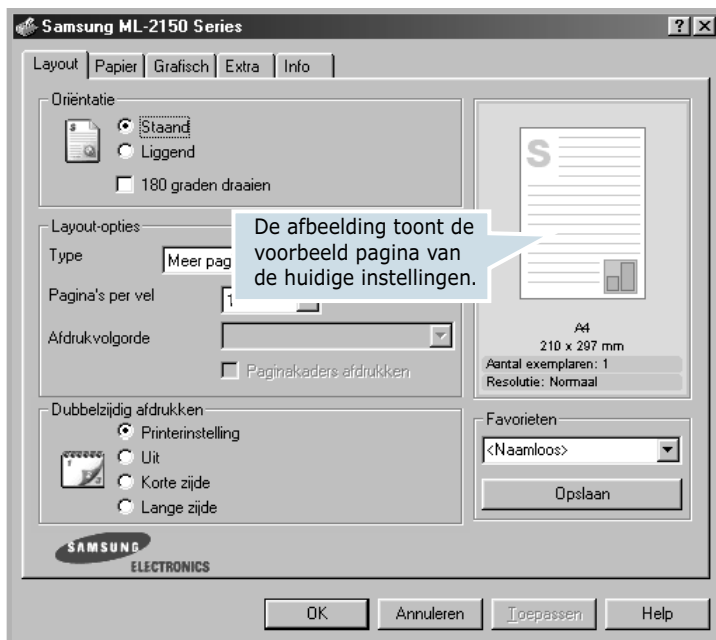 Samsung ML-2150 Series
Layout Papier Grafisch Extra Info
Oriëntatie
Staand
Liggend
180 graden draaien
Layout-opties
Type
Meer pag
Pagina's per vel
1
Afdrukvolgorde
Paginakaders afdrukken
De afbeelding toont de
voorbeeld pagina van
de huidige instellingen.
Dubbelzijdig afdrukken
Printerinstelling
Uit
Korte zijde
Lange zijde
SAMSUNG
ELECTRONICS
S
A4
210 x 297 mm
Aantal exemplaren: 1
Resolutie: Normaal
Favorieten
<Naamloos>
Opslaan
OK Annuleren Toepassen Help